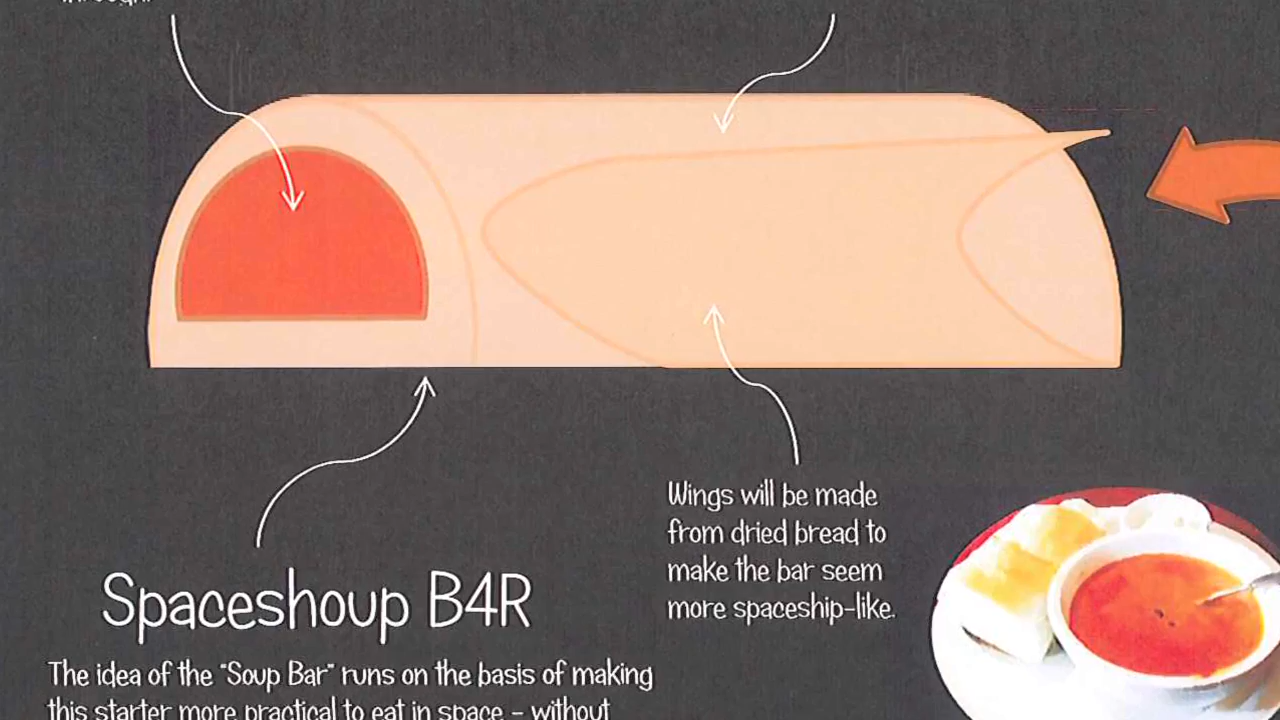 through.
Wings will be made
from dried bread to
make the bar seem
more spaceship-like.
Spaceshoup B4R
The idea of the "Soup Bar" runs on the basis of making
this starter more practical to eat in space – without